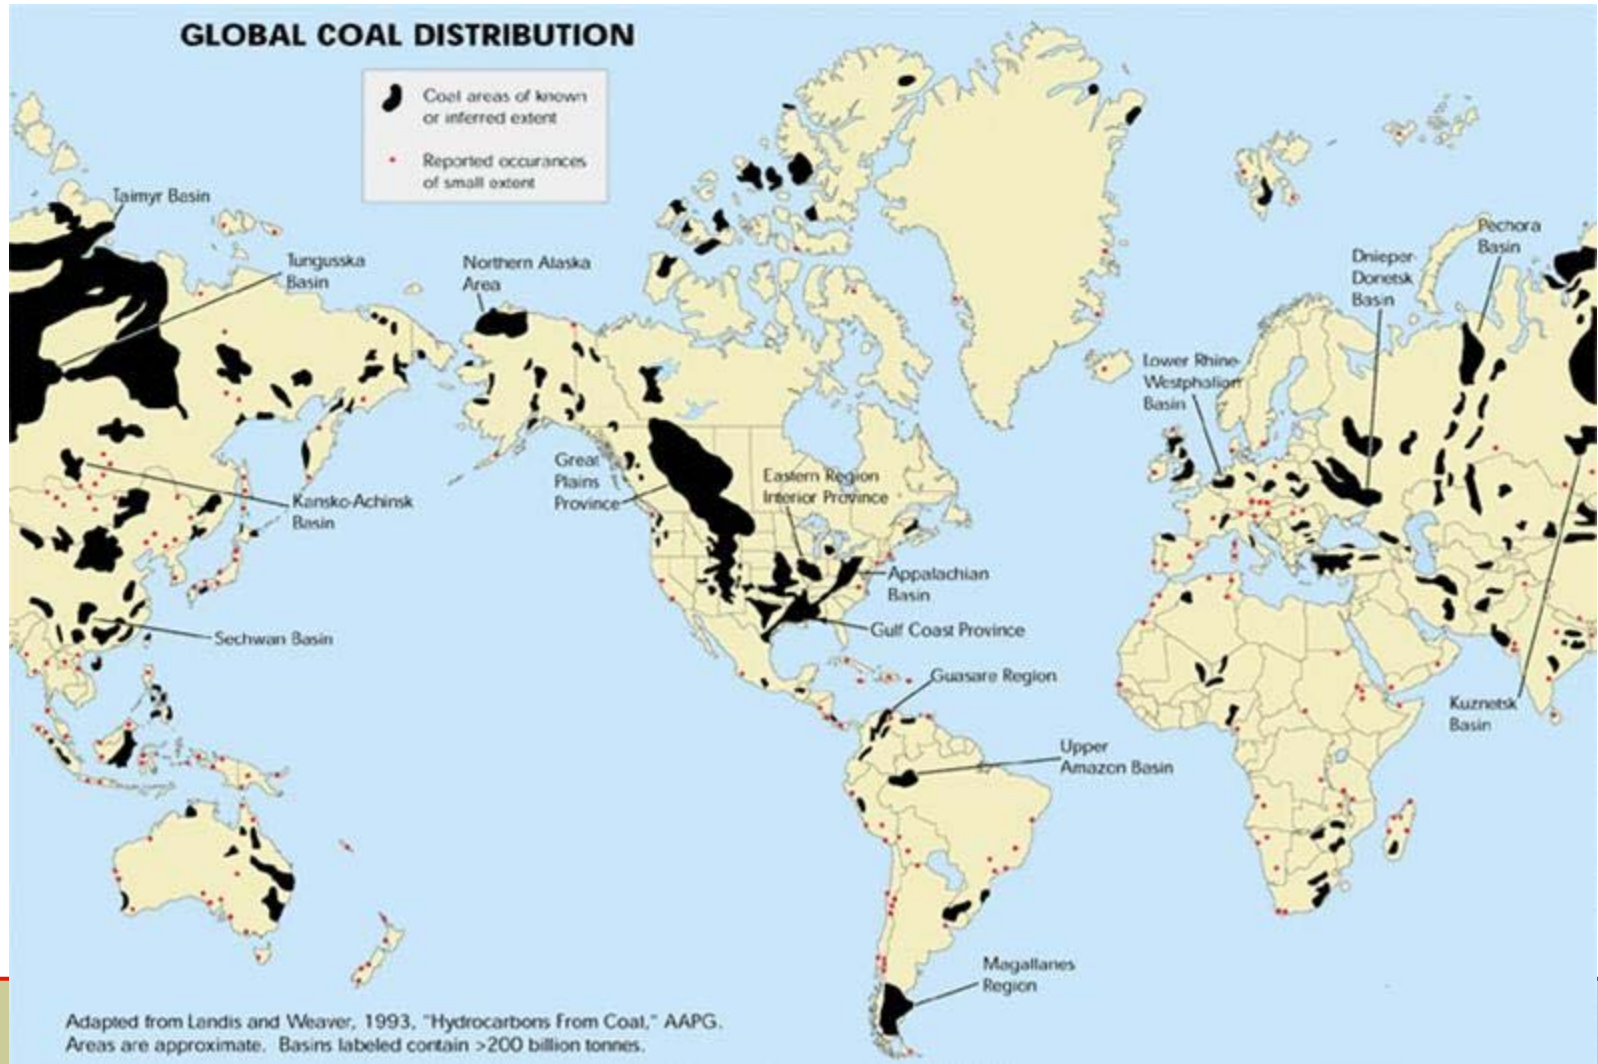 GLOBAL COAL DISTRIBUTION
Coal areas of known
or inferred extent
Reported occurances
of small extent
Taimyr Basin
Tungusska
Basin
Northern Alaska
Area
Pechora
Basin
Dnieper-
Donetsk
Basin
Lower Rhine-
Westphalian
Basin
Great
Plains
Province
Eastern Region
Interior Province
Kansko-Achinsk
Basin
Appalachian
Basin
Sechwan Basin
Gulf Coast Province
Guasare Region
Kuznetsk
Basin
Upper
Amazon Basin
Magallanes
Region
Adapted from Landis and Weaver, 1993, "Hydrocarbons From Coal," AAPG.
Areas are approximate. Basins labeled contain >200 billion tonnes.